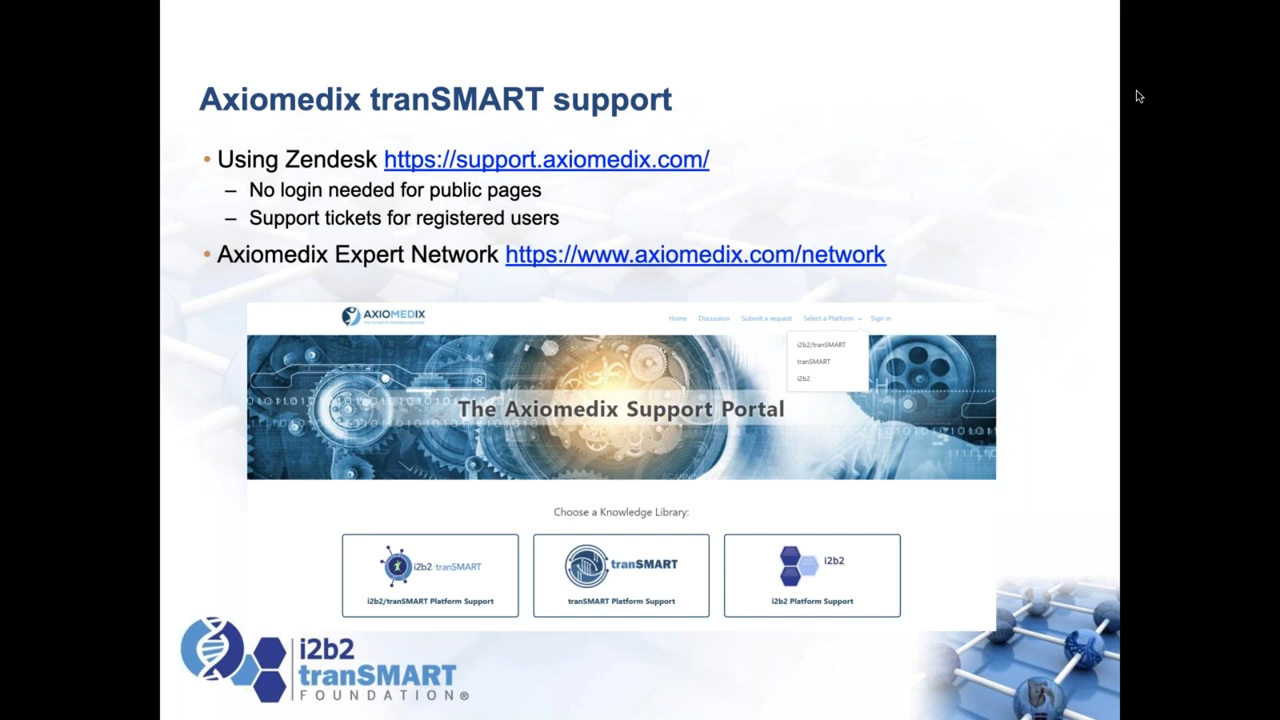 Axiomedix tranSMART support
• Using Zendesk https://support.axiomedix.com/
– No login needed for public pages
– Support tickets for registered users
• Axiomedix Expert Network https://www.axiomedix.com/network
AXIOMEDIX
Home Discussion Submit a request Select a Platform Sign in
i2b2/tranSMART
tranSMART
i2b2
The Axiomedix Support Portal
Choose a Knowledge Library:
i2b2/tranSMART
i2b2/tranSMART Platform Support
tranSMART
tranSMART Platform Support
i2b2
i2b2 Platform Support
i2b2
tranSMART
FOUNDATION®